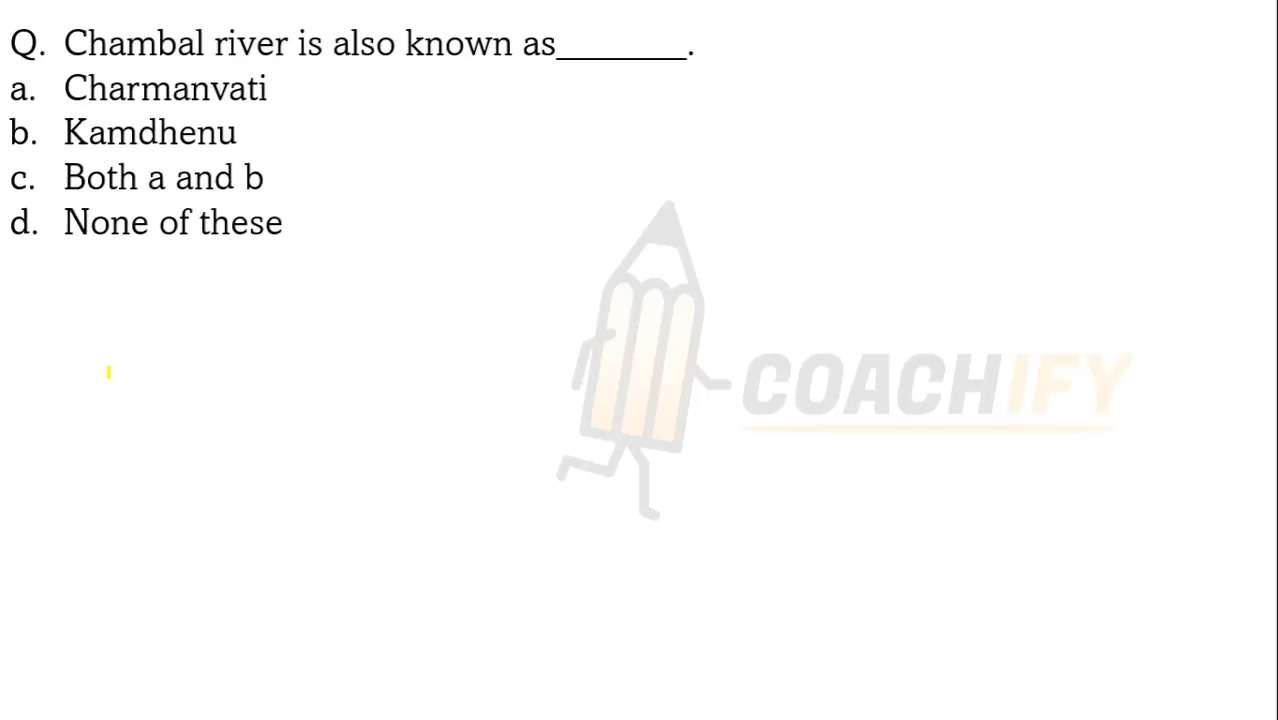 Q. Chambal river is also known as________.
a. Charmanvati
b. Kamdhenu
c. Both a and b
d. None of these
COACHIFY